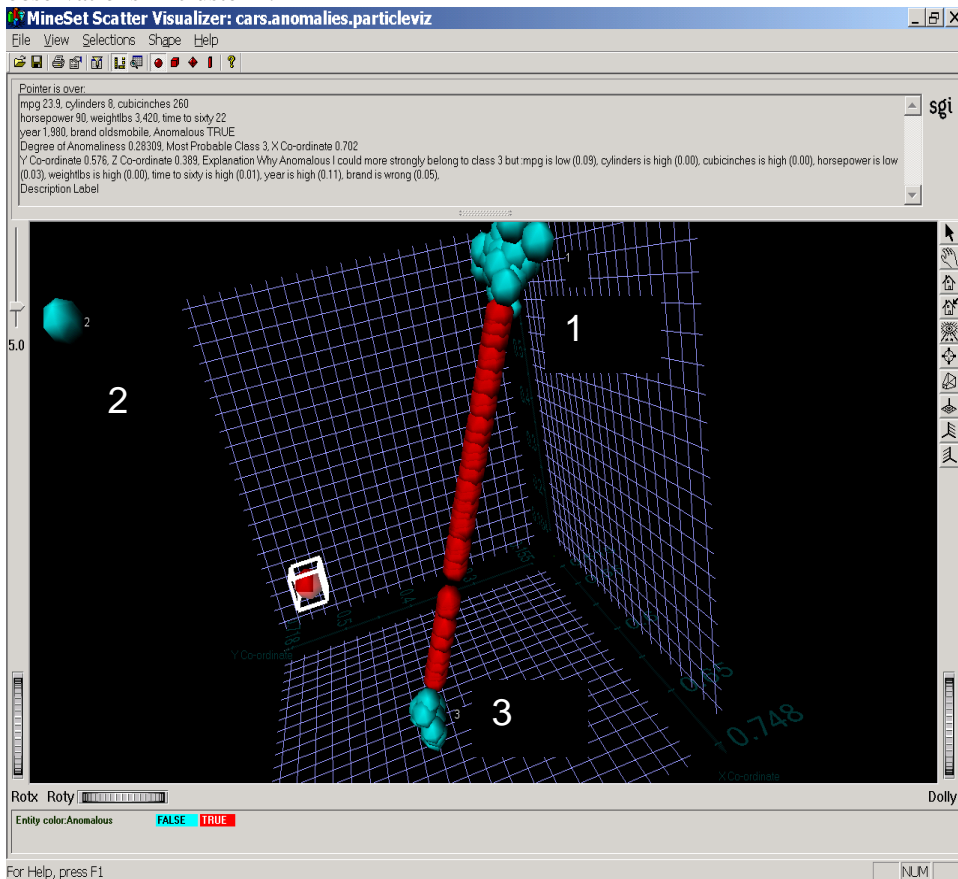 MineSet Scatter Visualizer: cars.anomalies.particleviz
File View Selections Shape Help
Pointer is over:
mpg 23.9, cylinders 8, cubicinches 260
horsepower 90, weightlbs 3,420, time to sixty 22
year 1,980, brand oldsmobile, Anomalous TRUE
Degree of Anomaliness 0.28309, Most Probable Class 3, X Co-ordinate 0.702
Y Co-ordinate 0.576, Z Co-ordinate 0.389, Explanation Why Anomalous I could more strongly belong to class 3 but :mpg is low (0.09), cylinders is high (0.00), cubicinches is high (0.00), horsepower is low
(0.03), weightlbs is high (0.00), time to sixty is high (0.01), year is high (0.11), brand is wrong (0.05),
Description Label
sgi
1
1
2
5.0
2
Y Co-ordinate
0.65
3
3
0.748
X Co-ordinate
Rotx Roty
Dolly
Entity color:Anomalous FALSE TRUE
For Help, press F1
NUM